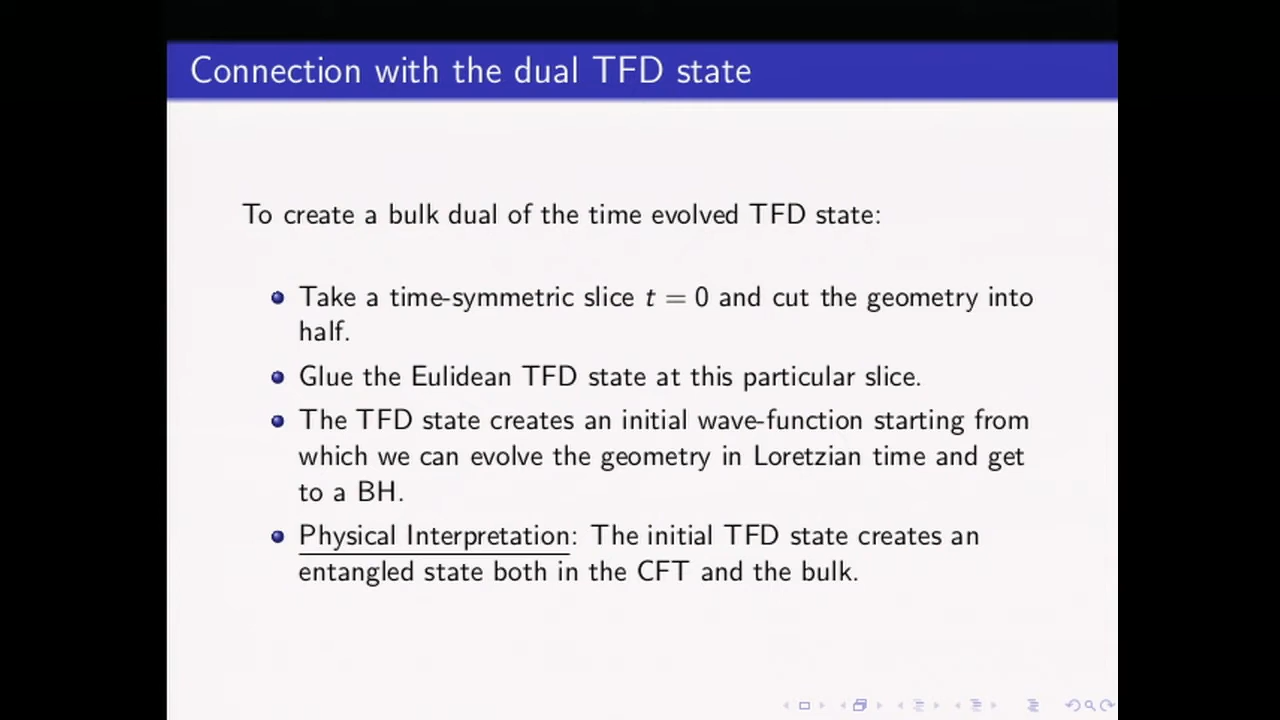 Connection with the dual TFD state
To create a bulk dual of the time evolved TFD state:
Take a time-symmetric slice t = 0 and cut the geometry into
half.
Glue the Eulidean TFD state at this particular slice.
The TFD state creates an initial wave-function starting from
which we can evolve the geometry in Loretzian time and get
to a BH.
Physical Interpretation: The initial TFD state creates an
entangled state both in the CFT and the bulk.